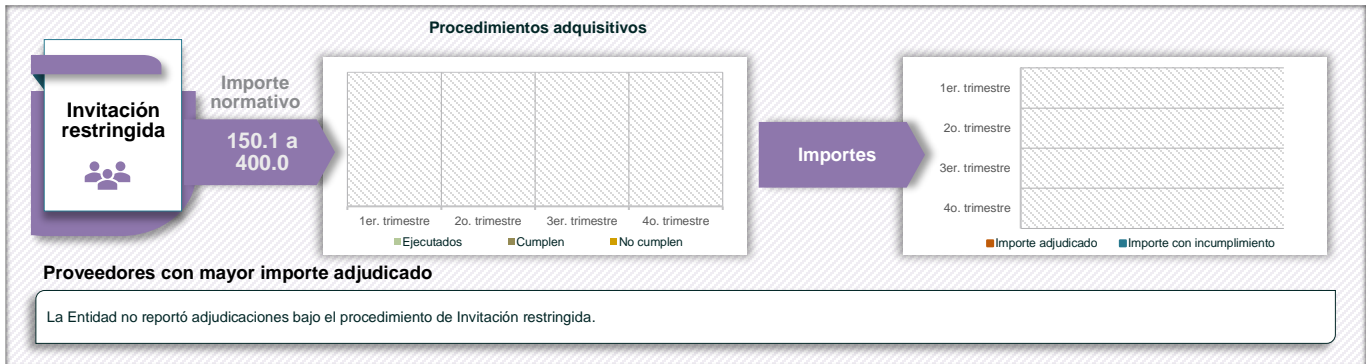 Procedimientos adquisitivos
Invitación
restringida
Importe
normativo
150.1 a
400.0
1er. trimestre
2o. trimestre
3er. trimestre
4o. trimestre
Ejecutados
Cumplen
No cumplen
Importes
1er. trimestre
2o. trimestre
3er. trimestre
4o. trimestre
Importe adjudicado
Importe con incumplimiento
Proveedores con mayor importe adjudicado
La Entidad no reportó adjudicaciones bajo el procedimiento de Invitación restringida.